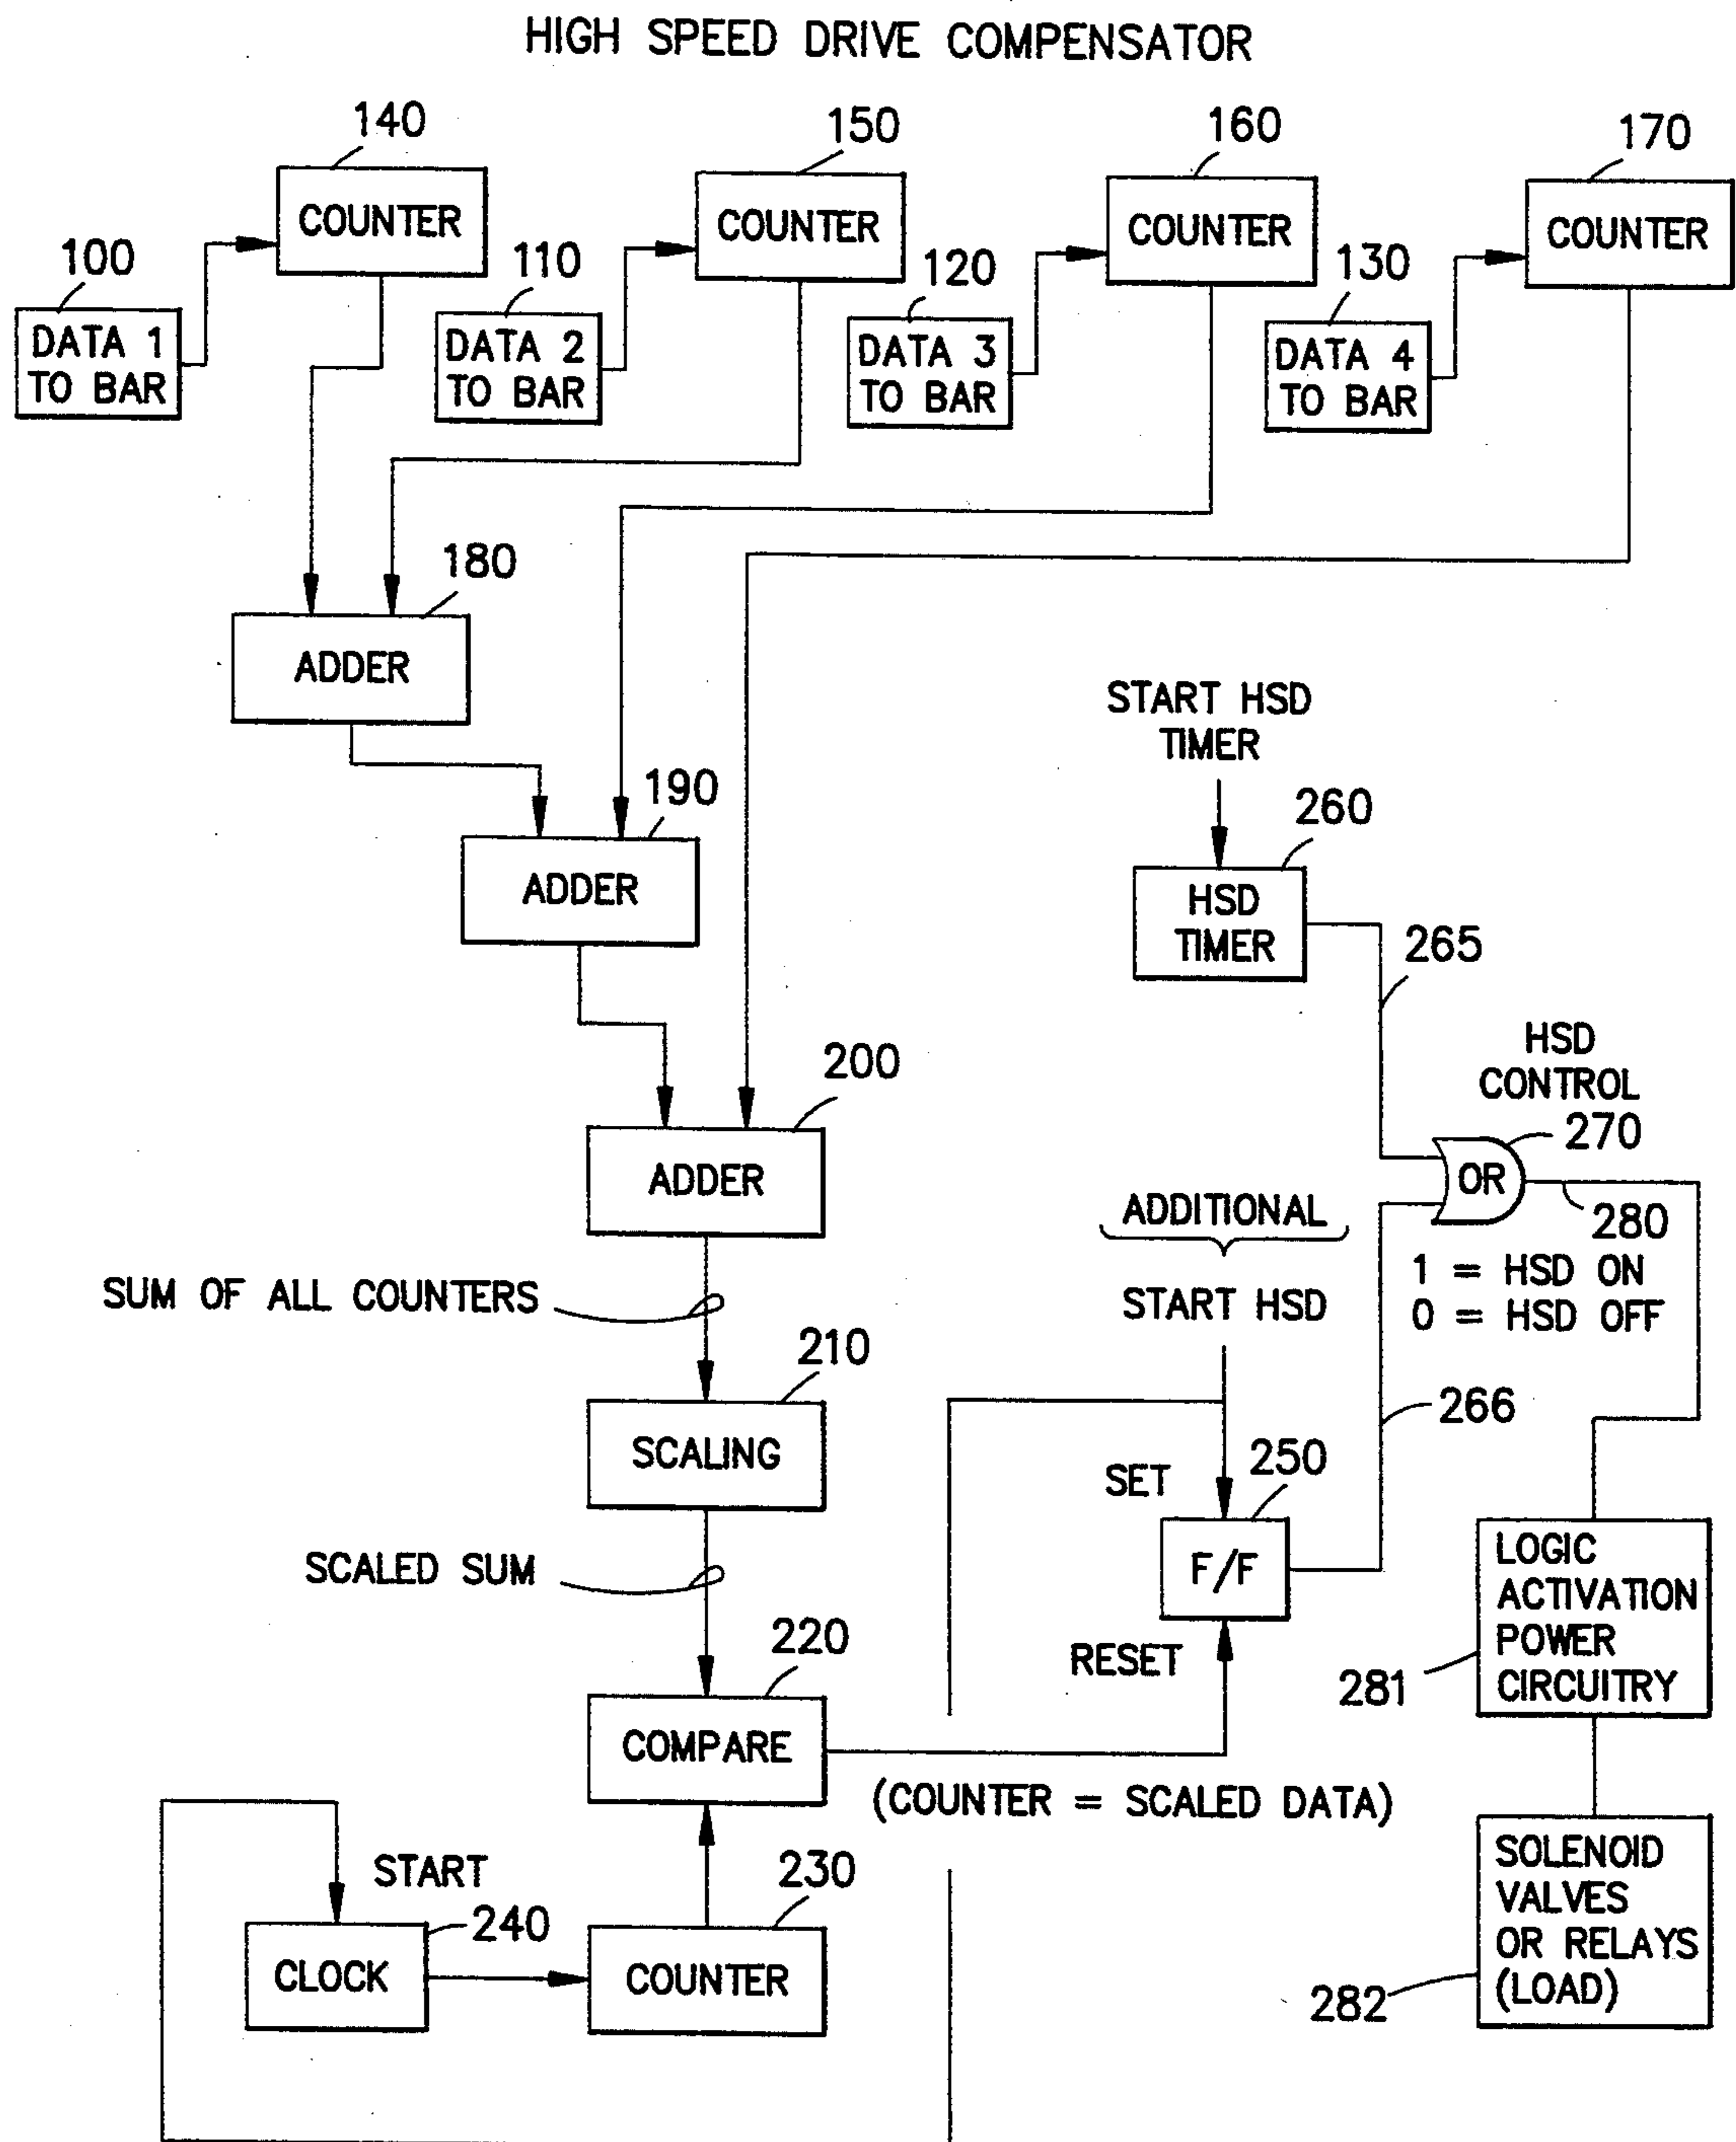 HIGH SPEED DRIVE COMPENSATOR
140
150
160
170
COUNTER
COUNTER
COUNTER
COUNTER
100
110
120
130
DATA 1
TO BAR
DATA 2
TO BAR
DATA 3
TO BAR
DATA 4
TO BAR
180
ADDER
190
ADDER
START HSD
TIMER
260
HSD
TIMER
265
200
ADDER
HSD
CONTROL
270
OR
280
1 = HSD ON
0 = HSD OFF
ADDITIONAL
START HSD
SUM OF ALL COUNTERS
210
SCALING
266
SET
250
F/F
RESET
SCALED SUM
220
COMPARE
(COUNTER = SCALED DATA)
LOGIC
ACTIVATION
POWER
CIRCUITRY
281
START
240
CLOCK
230
COUNTER
SOLENOID
VALVES
OR RELAYS
(LOAD)
282